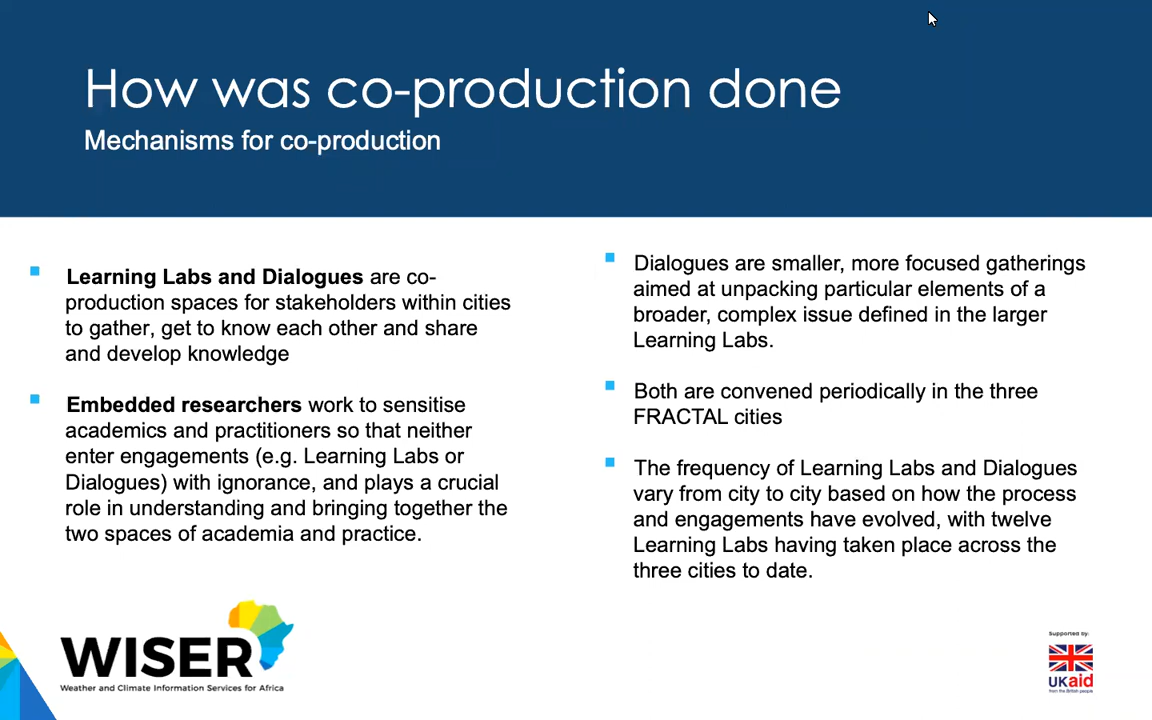 How was co-production done
Mechanisms for co-production
Learning Labs and Dialogues are co-
production spaces for stakeholders within cities
to gather, get to know each other and share
and develop knowledge
Embedded researchers work to sensitise
academics and practitioners so that neither
enter engagements (e.g. Learning Labs or
Dialogues) with ignorance, and plays a crucial
role in understanding and bringing together the
two spaces of academia and practice.
Dialogues are smaller, more focused gatherings
aimed at unpacking particular elements of a
broader, complex issue defined in the larger
Learning Labs.
Both are convened periodically in the three
FRACTAL cities
The frequency of Learning Labs and Dialogues
vary from city to city based on how the process
and engagements have evolved, with twelve
Learning Labs having taken place across the
three cities to date.
WISER
Weather and Climate Information Services for Africa
Supported by:
UKaid
from the British people